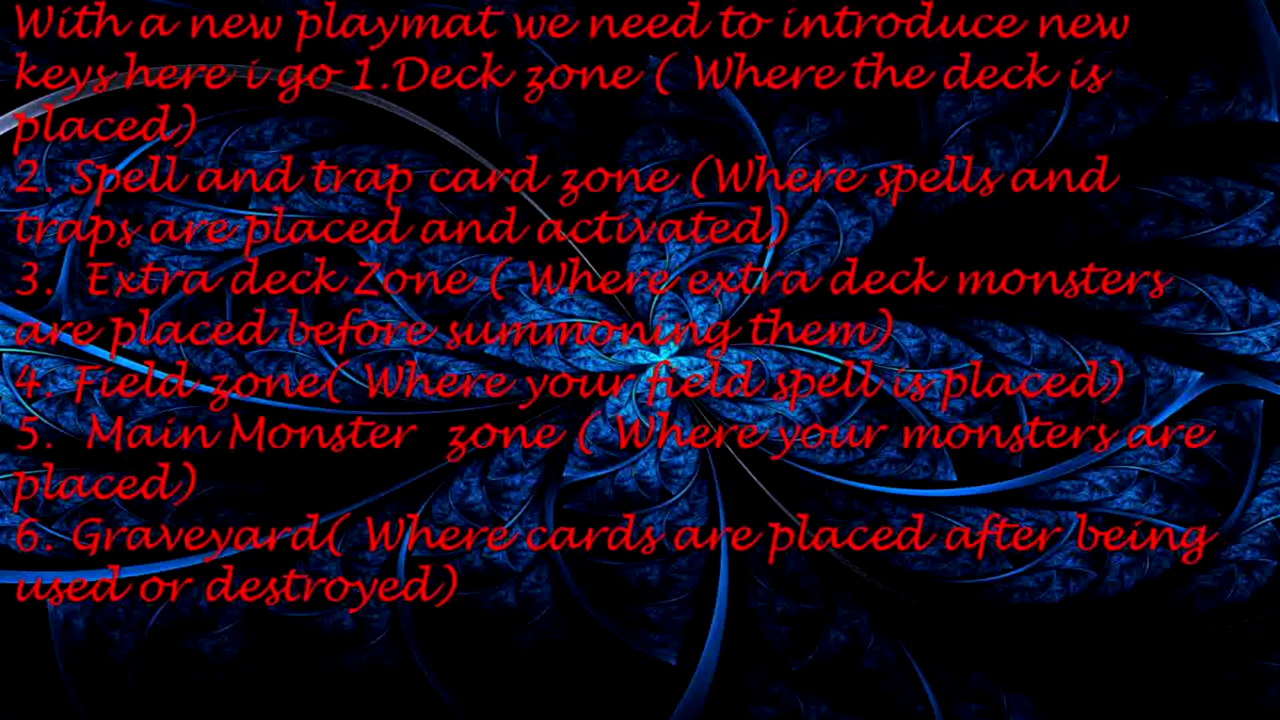 With a new playmat we need to introduce new
keys here i go 1.Deck zone ( Where the deck is
placed)
2. Spell and trap card zone (Where spells and
traps are placed and activated)
3.  Extra deck Zone ( Where extra deck monsters
are placed before summoning them)
4. Field zone( Where your field spell is placed)
5.  Main Monster  zone ( Where your monsters are
placed)
6. Graveyard( Where cards are placed after being
used or destroyed)